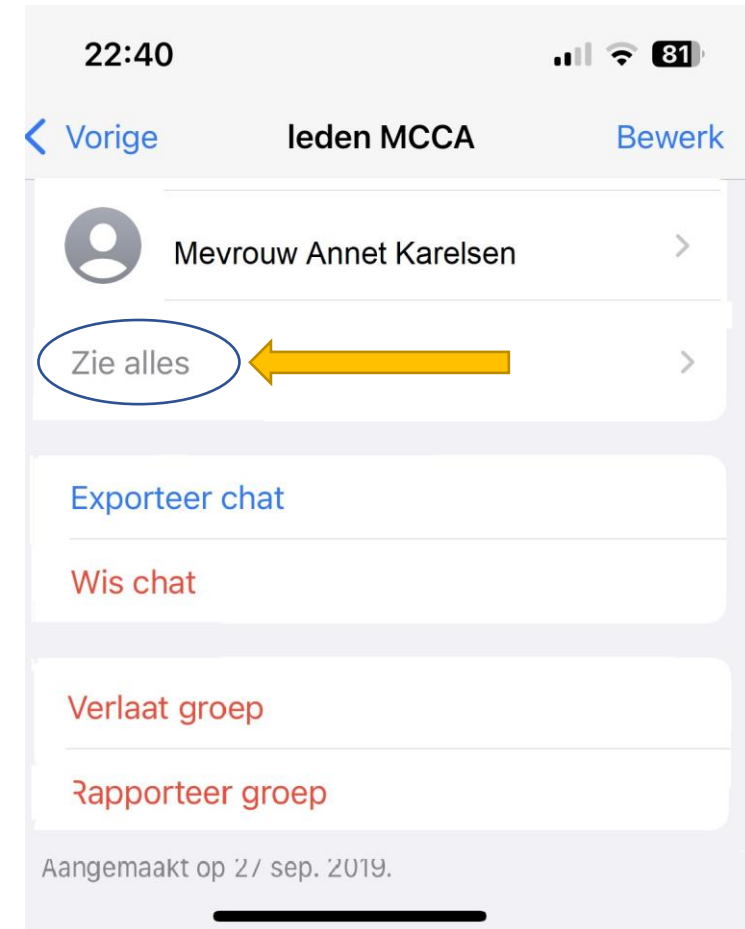 22:40 81
Vorige leden MCCA Bewerk
Mevrouw Annet Karelsen
Zie alles
Exporteer chat
Wis chat
Verlaat groep
Rapporteer groep
Aangemaakt op 27 sep. 2019.